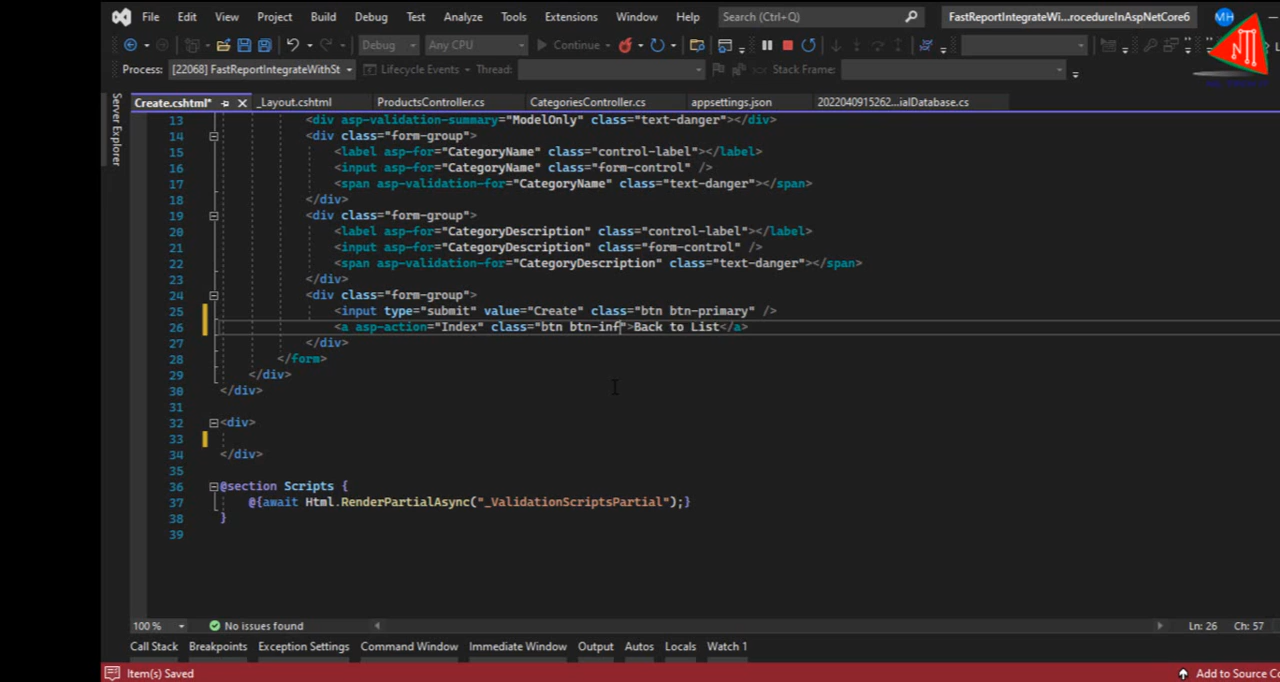 File Edit View Project Build Debug Test Analyze Tools Extensions Window Help Search (Ctrl+Q) FastReportIntegrateWi...rocedureInAspNetCore6 MH
Debug Any CPU Continue
Process: [22068] FastReportIntegrateWithSt Lifecycle Events Thread: Stack Frame:
Server Explorer
Create.cshtml* _Layout.cshtml ProductsController.cs CategoriesController.cs appsettings.json 2022040915262...ialDatabase.cs
13 <div asp-validation-summary="ModelOnly" class="text-danger"></div>
14 <div class="form-group">
15 <label asp-for="CategoryName" class="control-label"></label>
16 <input asp-for="CategoryName" class="form-control" />
17 <span asp-validation-for="CategoryName" class="text-danger"></span>
18 </div>
19 <div class="form-group">
20 <label asp-for="CategoryDescription" class="control-label"></label>
21 <input asp-for="CategoryDescription" class="form-control" />
22 <span asp-validation-for="CategoryDescription" class="text-danger"></span>
23 </div>
24 <div class="form-group">
25 <input type="submit" value="Create" class="btn btn-primary" />
26 <a asp-action="Index" class="btn btn-inf">Back to List</a>
27 </div>
28 </form>
29 </div>
30 </div>
31
32 <div>
33
34 </div>
35
36 @section Scripts {
37 @{await Html.RenderPartialAsync("_ValidationScriptsPartial");}
38 }
39
100 % No issues found Ln: 26 Ch: 57
Call Stack Breakpoints Exception Settings Command Window Immediate Window Output Autos Locals Watch 1
Item(s) Saved Add to Source Co